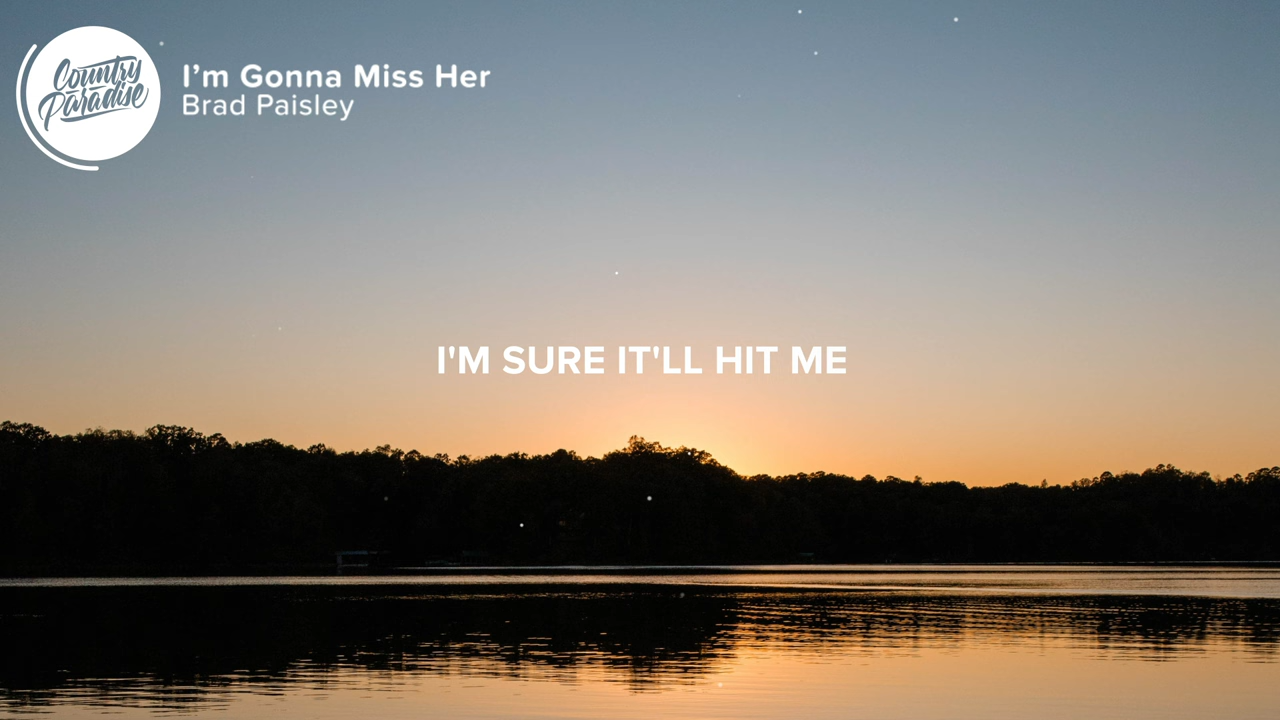 Country
Paradise
I’m Gonna Miss Her
Brad Paisley
I'M SURE IT'LL HIT ME